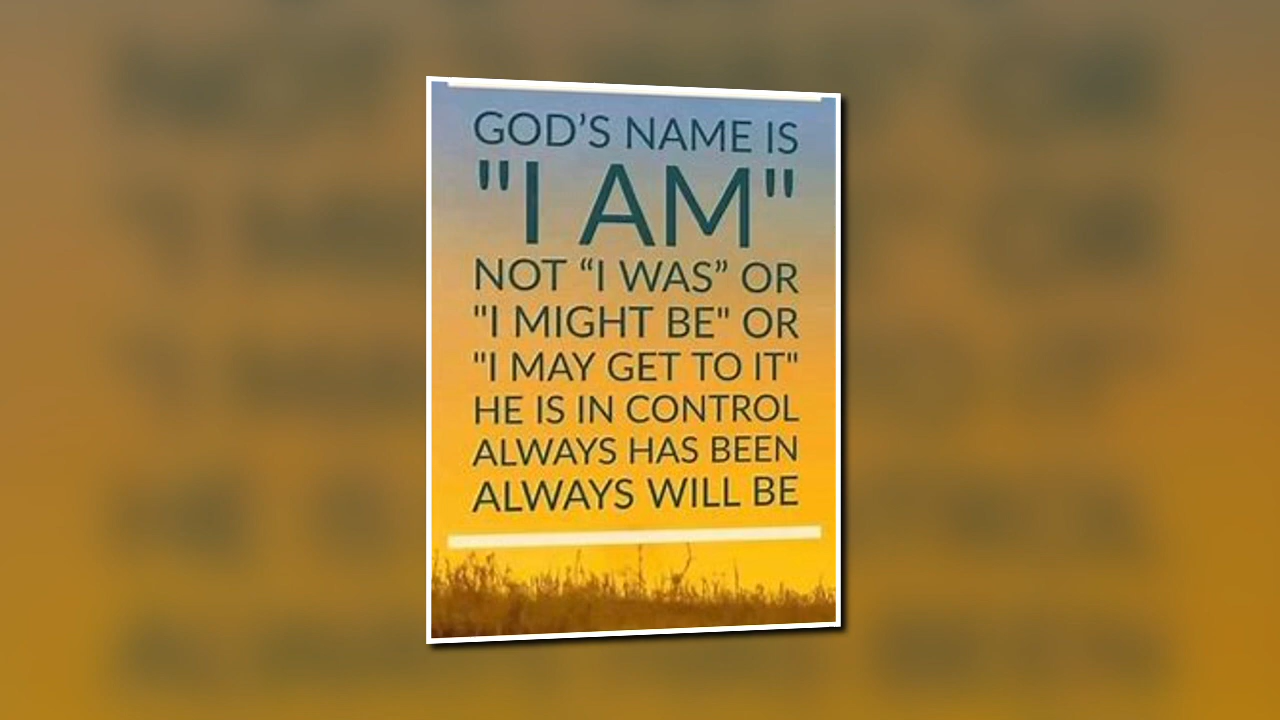 GOD’S NAME IS
"I AM"
NOT “I WAS” OR
"I MIGHT BE" OR
"I MAY GET TO IT"
HE IS IN CONTROL
ALWAYS HAS BEEN
ALWAYS WILL BE